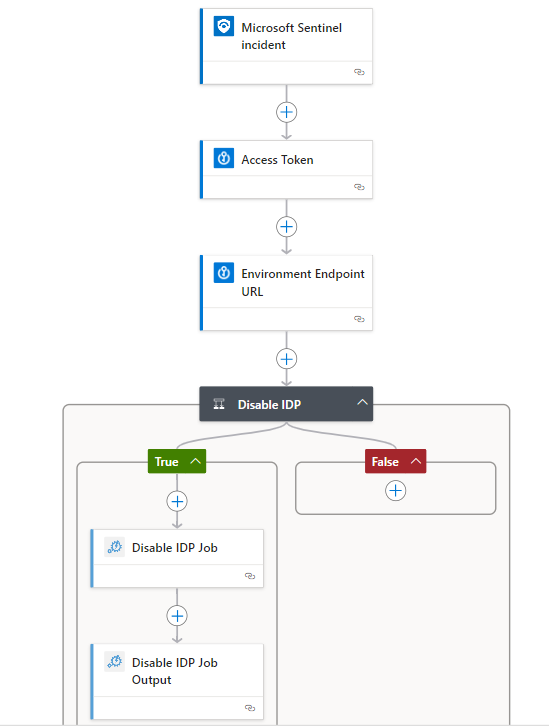 Microsoft Sentinel
incident
Access Token
Environment Endpoint
URL
Disable IDP
True
False
Disable IDP Job
Disable IDP Job
Output